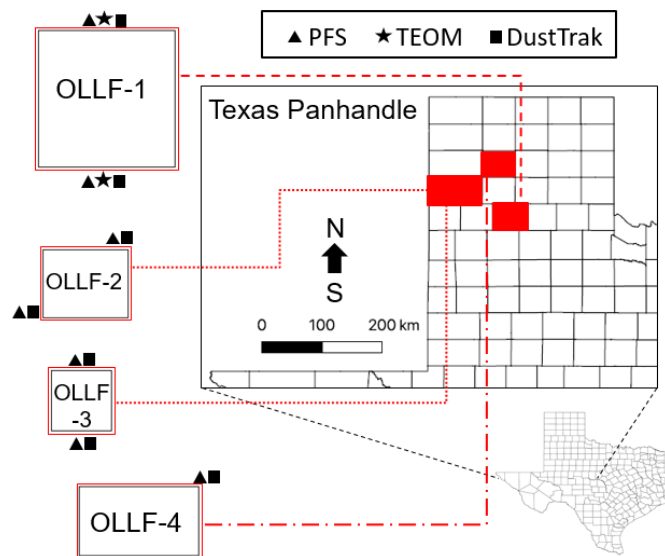 PFS TEOM DustTrak
OLLF-1
Texas Panhandle
N
S
0 100 200 km
OLLF-2
OLLF
-3
OLLF-4